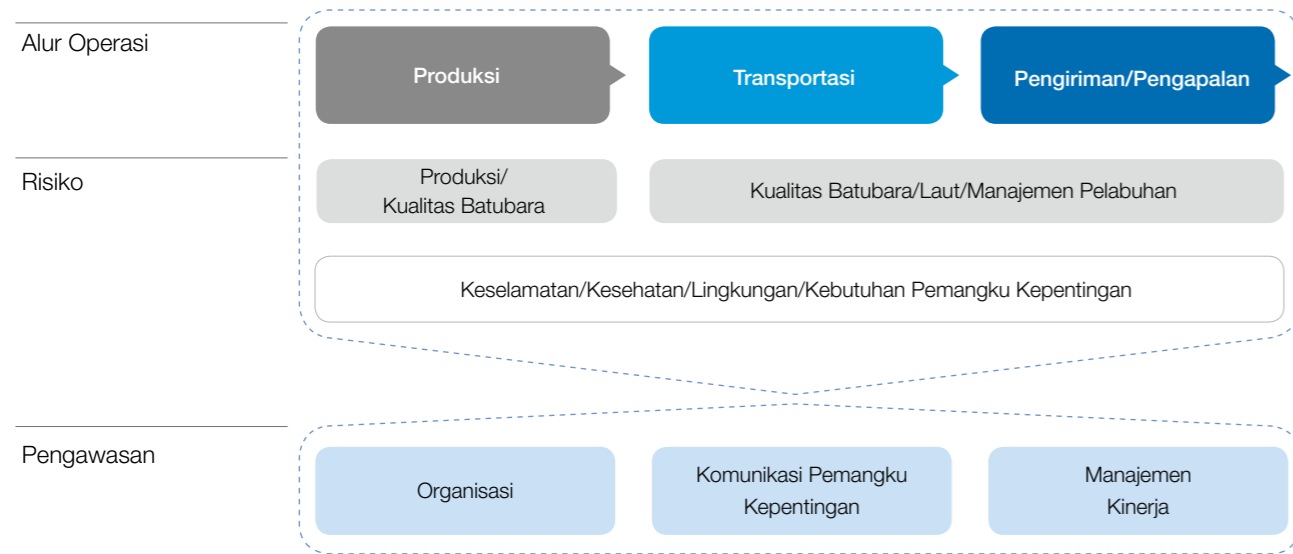 Alur Operasi
Produksi
Transportasi
Pengiriman/Pengapalan
Risiko
Produksi/
Kualitas Batubara
Kualitas Batubara/Laut/Manajemen Pelabuhan
Keselamatan/Kesehatan/Lingkungan/Kebutuhan Pemangku Kepentingan
Pengawasan
Organisasi
Komunikasi Pemangku
Kepentingan
Manajemen
Kinerja